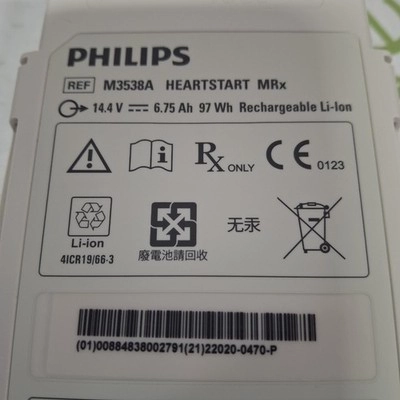 PHILIPS
REF M3538A HEARTSTART MRx
14.4 V 6.75 Ah 97 Wh Rechargeable Li-Ion
Rx ONLY CE 0123
Li-ion
4ICR19/66-3
廢電池請回收
无汞
(01)00884838002791(21)22020-0470-P